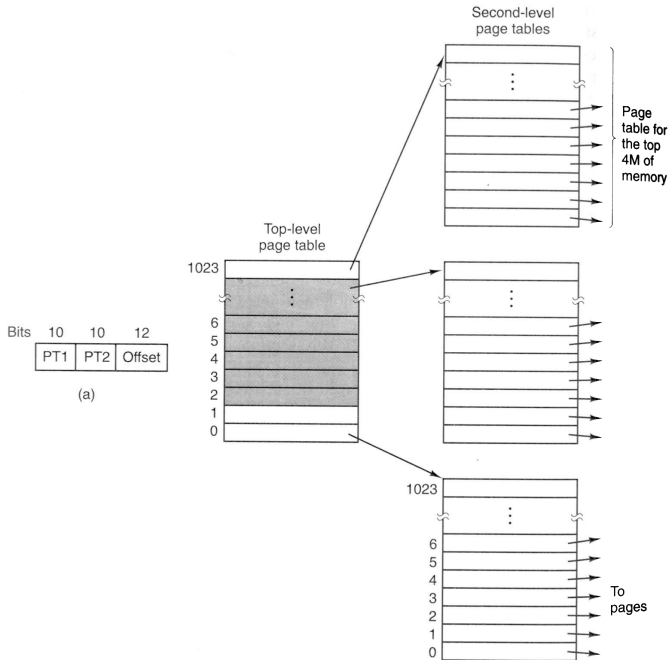 Second-level
page tables
Page
table for
the top
4M of
memory
Top-level
page table
1023
6
5
4
3
2
1
0
Bits 10 10 12
PT1 PT2 Offset
(a)
1023
6
5
4
3
2
1
0
To
pages